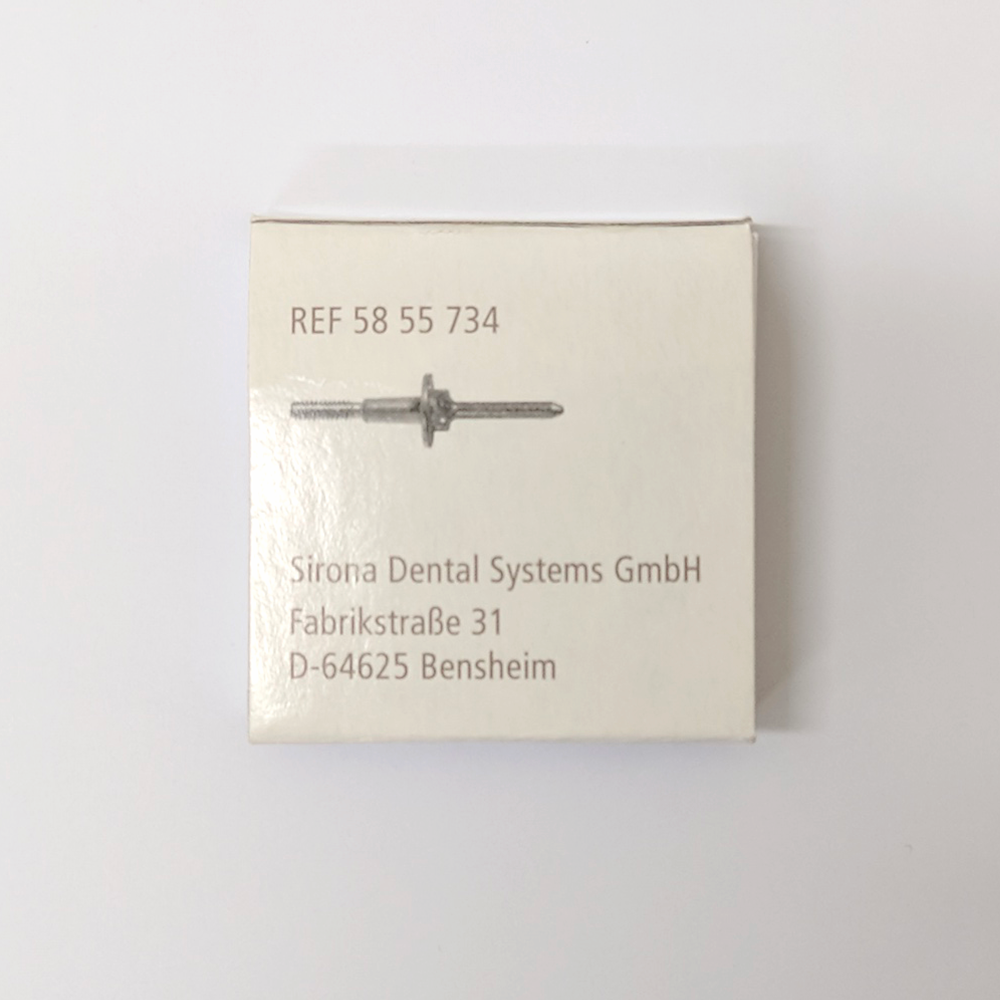 REF 58 55 734
Sirona Dental Systems GmbH
Fabrikstraße 31
D-64625 Bensheim